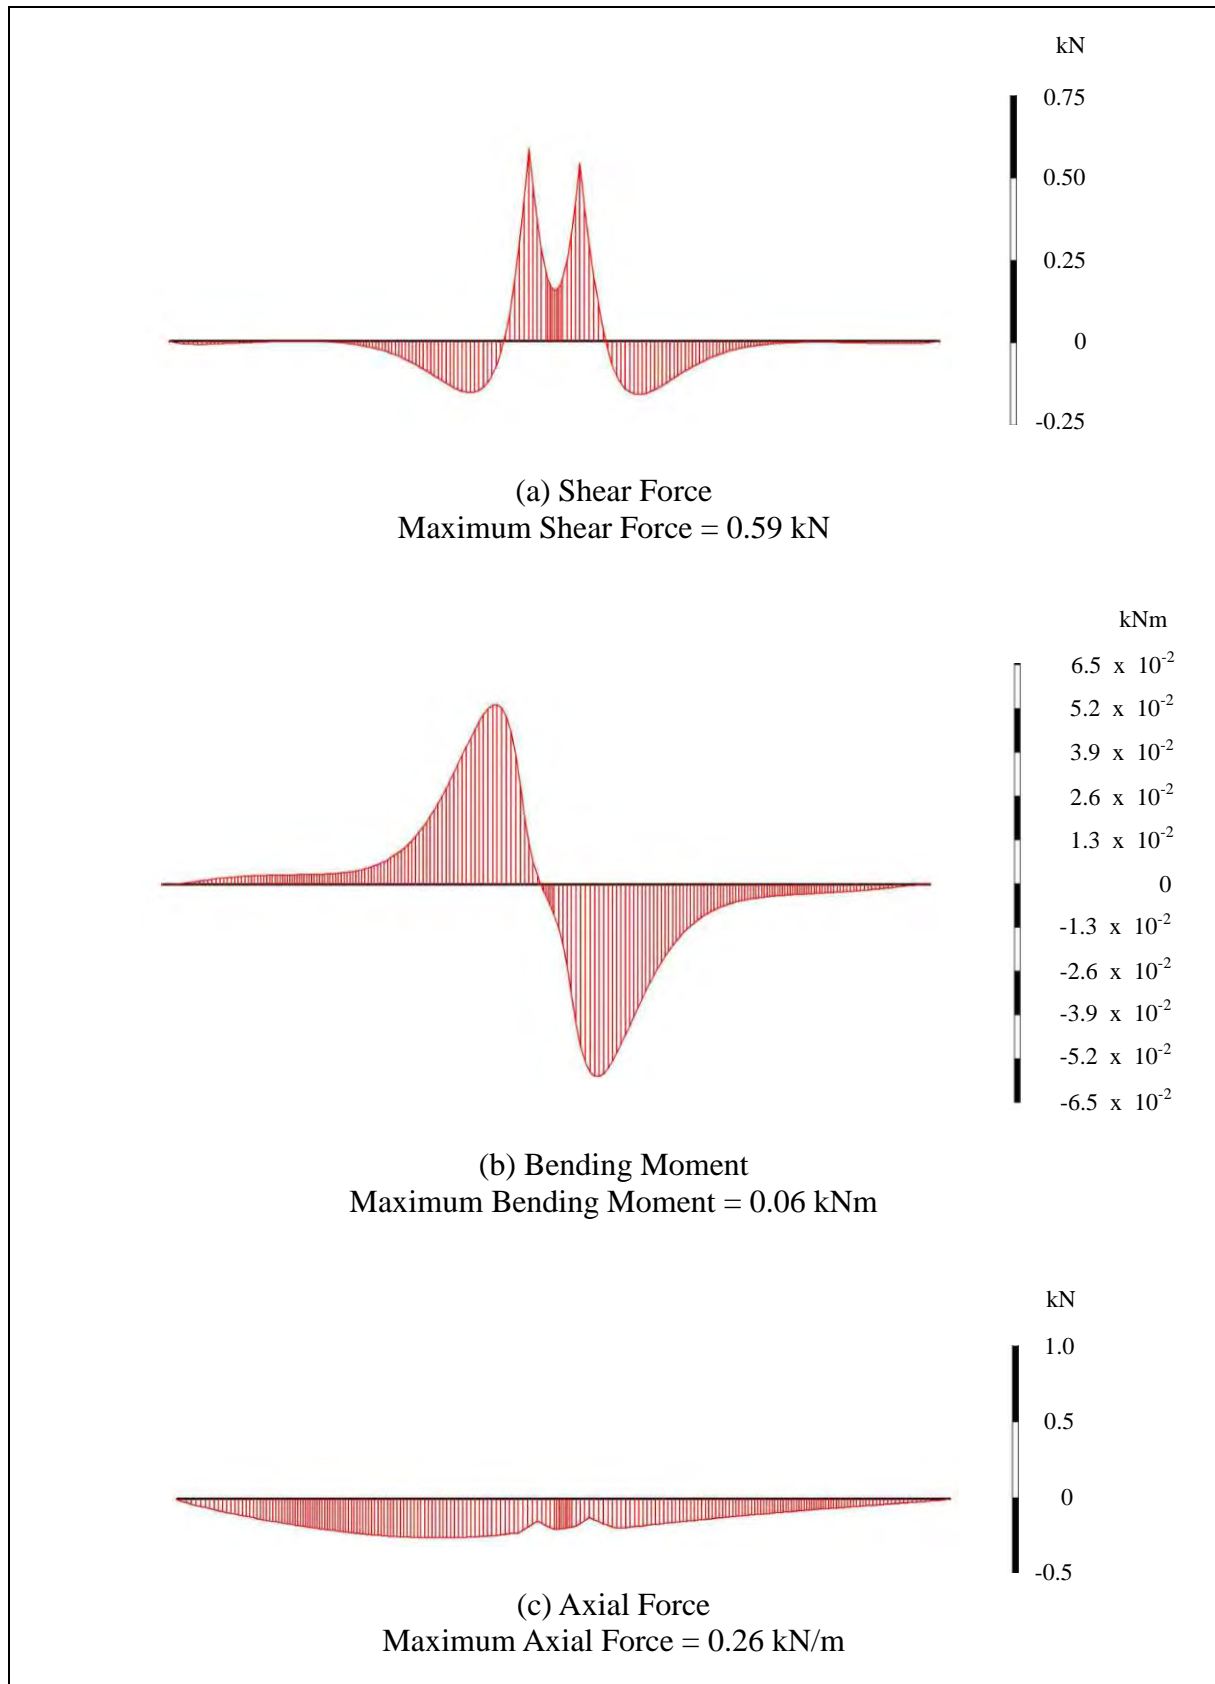 kN
0.75
0.50
0.25
0
-0.25
(a) Shear Force
Maximum Shear Force = 0.59 kN
kNm
6.5 x 10⁻²
5.2 x 10⁻²
3.9 x 10⁻²
2.6 x 10⁻²
1.3 x 10⁻²
0
-1.3 x 10⁻²
-2.6 x 10⁻²
-3.9 x 10⁻²
-5.2 x 10⁻²
-6.5 x 10⁻²
(b) Bending Moment
Maximum Bending Moment = 0.06 kNm
kN
1.0
0.5
0
-0.5
(c) Axial Force
Maximum Axial Force = 0.26 kN/m